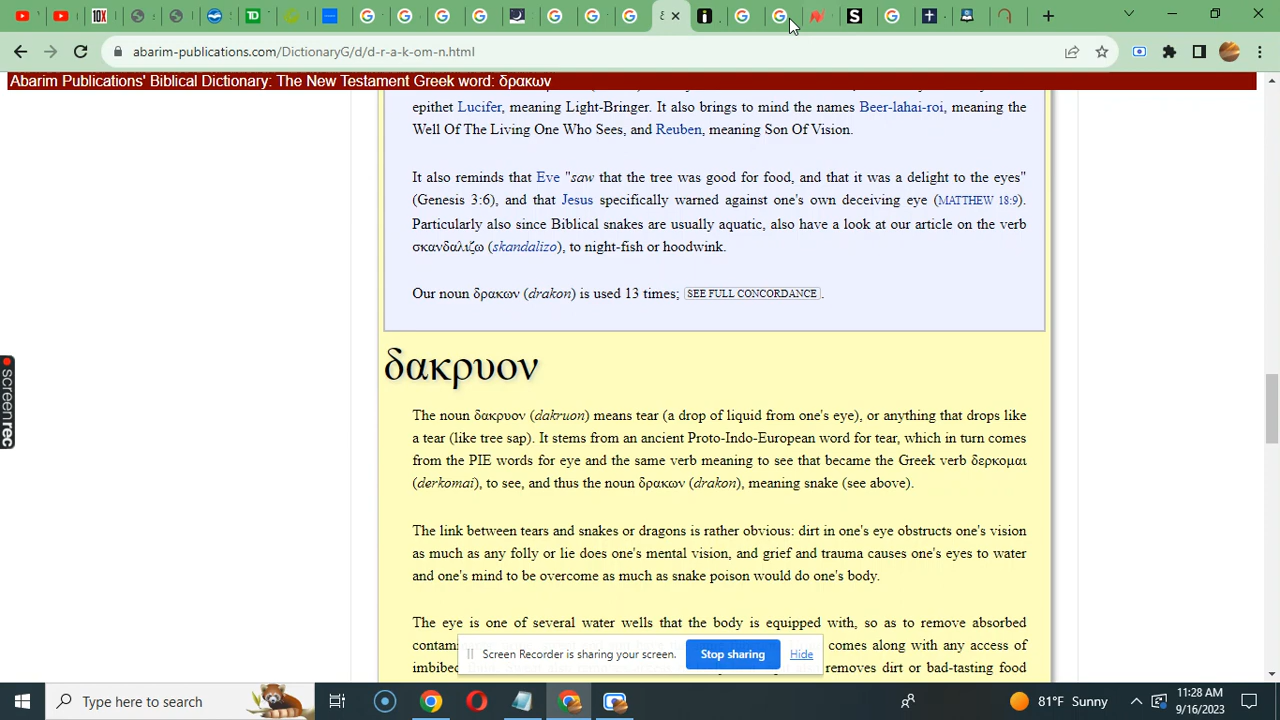 10X
TD
abarim-publications.com/DictionaryG/d/d-r-a-k-om-n.html
Abarim Publications' Biblical Dictionary: The New Testament Greek word: δρακων
epithet Lucifer, meaning Light-Bringer. It also brings to mind the names Beer-lahai-roi, meaning the
Well Of The Living One Who Sees, and Reuben, meaning Son Of Vision.
It also reminds that Eve "saw that the tree was good for food, and that it was a delight to the eyes"
(Genesis 3:6), and that Jesus specifically warned against one's own deceiving eye (MATTHEW 18:9).
Particularly also since Biblical snakes are usually aquatic, also have a look at our article on the verb
σκανδαλιζω (skandalizo), to night-fish or hoodwink.
Our noun δρακων (drakon) is used 13 times; SEE FULL CONCORDANCE.
δακρυον
The noun δακρυον (dakruon) means tear (a drop of liquid from one's eye), or anything that drops like
a tear (like tree sap). It stems from an ancient Proto-Indo-European word for tear, which in turn comes
from the PIE words for eye and the same verb meaning to see that became the Greek verb δερκομαι
(derkomai), to see, and thus the noun δρακων (drakon), meaning snake (see above).
The link between tears and snakes or dragons is rather obvious: dirt in one's eye obstructs one's vision
as much as any folly or lie does one's mental vision, and grief and trauma causes one's eyes to water
and one's mind to be overcome as much as snake poison would do one's body.
The eye is one of several water wells that the body is equipped with, so as to remove absorbed
comes along with any access of
imbibed removes dirt or bad-tasting food
Screen Recorder is sharing your screen. Stop sharing Hide
screenrec
Type here to search
81°F Sunny
11:28 AM
9/16/2023